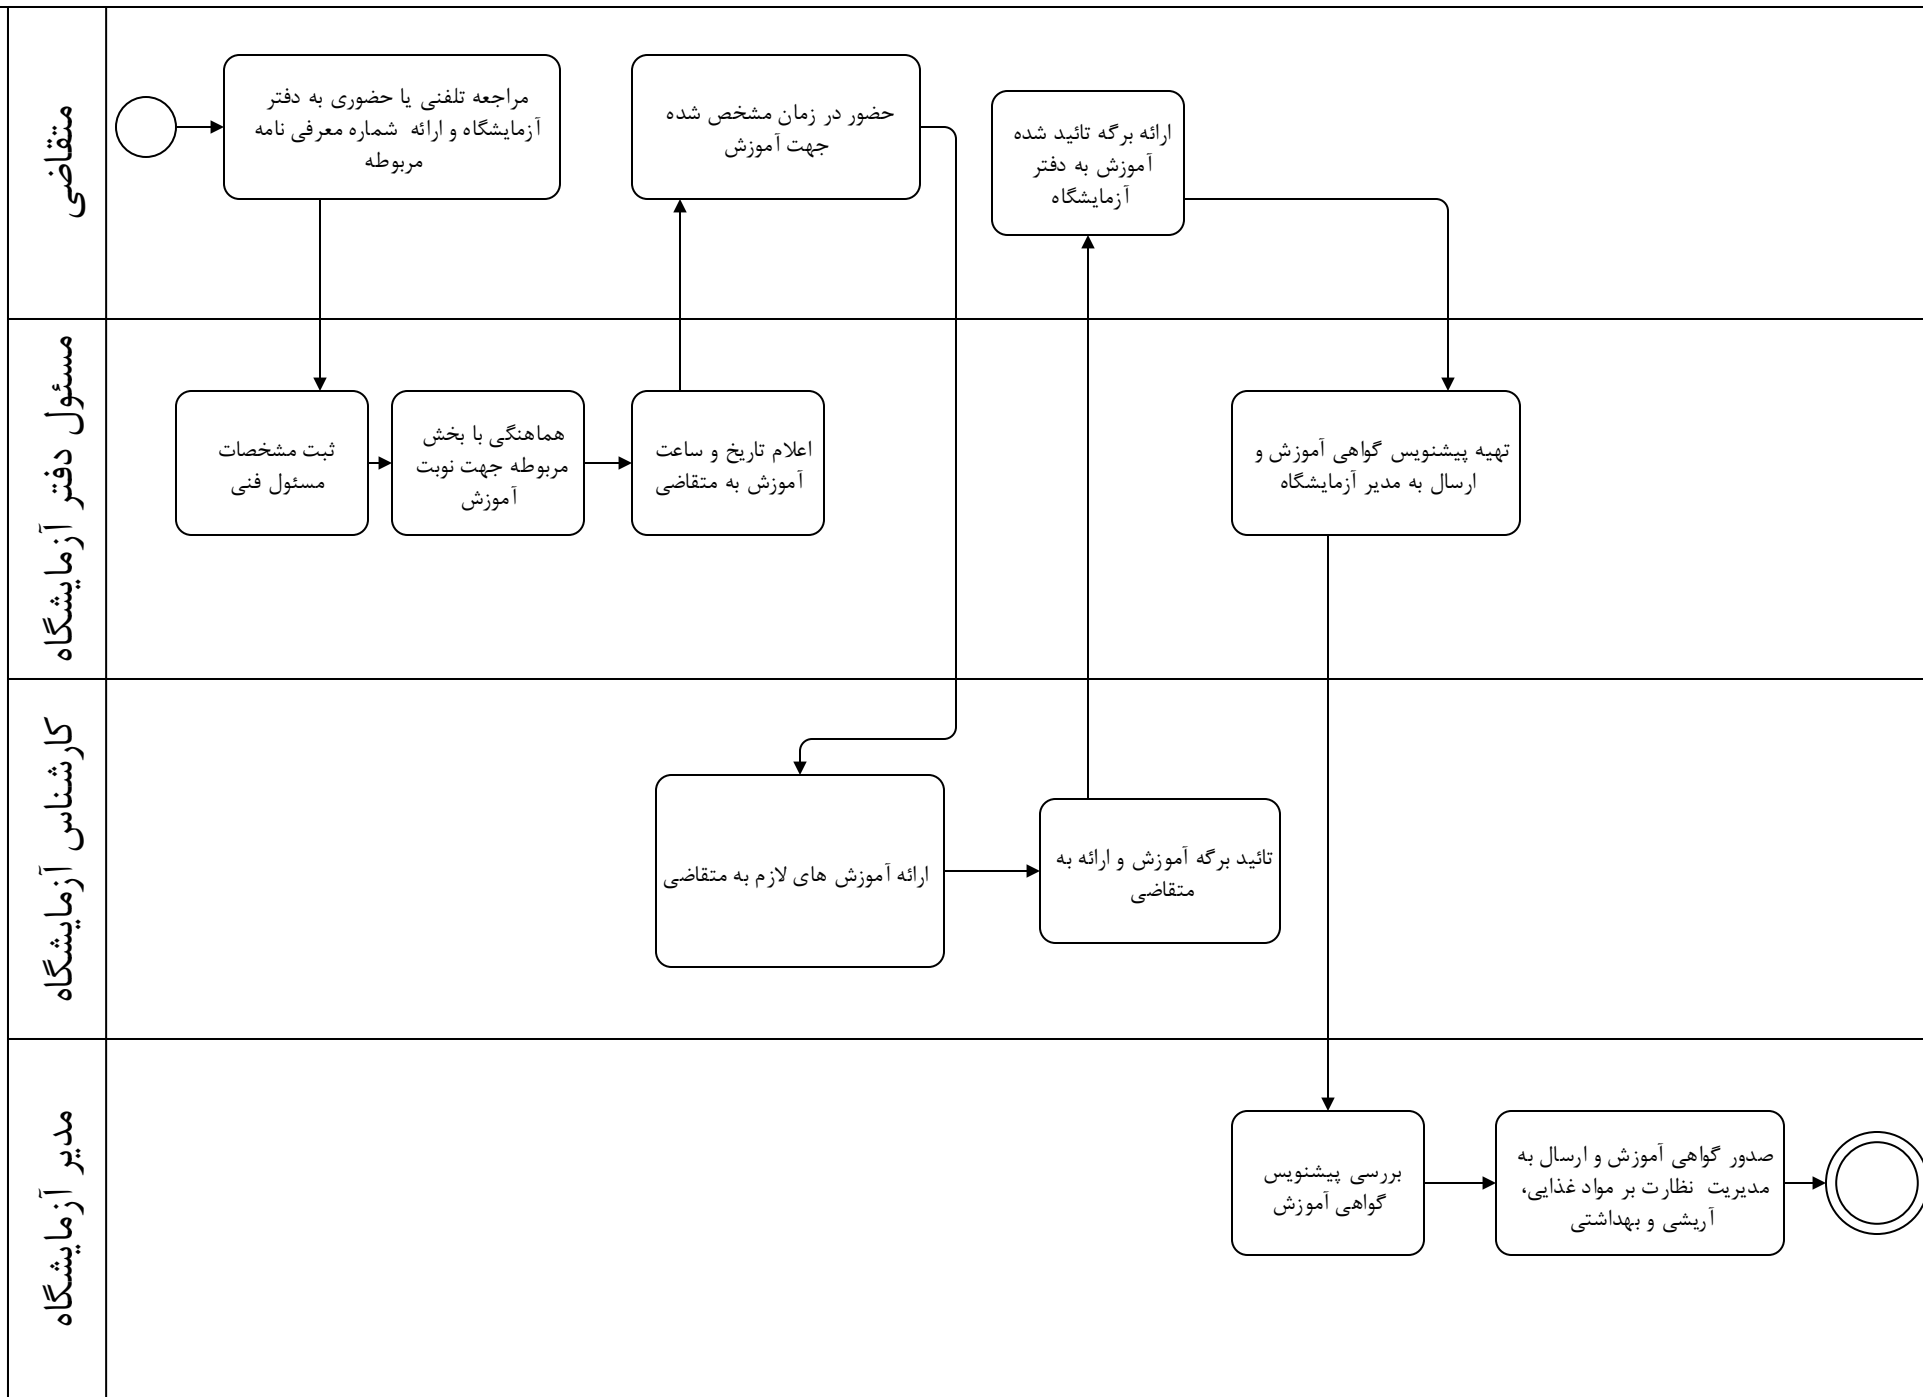 متقاضی
مراجعه تلفنی یا حضوری به دفتر
آزمایشگاه و ارائه شماره معرفی نامه
مربوطه
حضور در زمان مشخص شده
جهت آموزش
ارائه برگه تائید شده
آموزش به دفتر
آزمایشگاه
مسئول دفتر آزمایشگاه
ثبت مشخصات
مسئول فنی
هماهنگی با بخش
مربوطه جهت نوبت
آموزش
اعلام تاریخ و ساعت
آموزش به متقاضی
تهیه پیشنویس گواهی آموزش و
ارسال به مدیر آزمایشگاه
کارشناس آزمایشگاه
ارائه آموزش های لازم به متقاضی
تائید برگه آموزش و ارائه به
متقاضی
مدیر آزمایشگاه
بررسی پیشنویس
گواهی آموزش
صدور گواهی آموزش و ارسال به
مدیریت نظارت بر مواد غذایی،
آریشی و بهداشتی